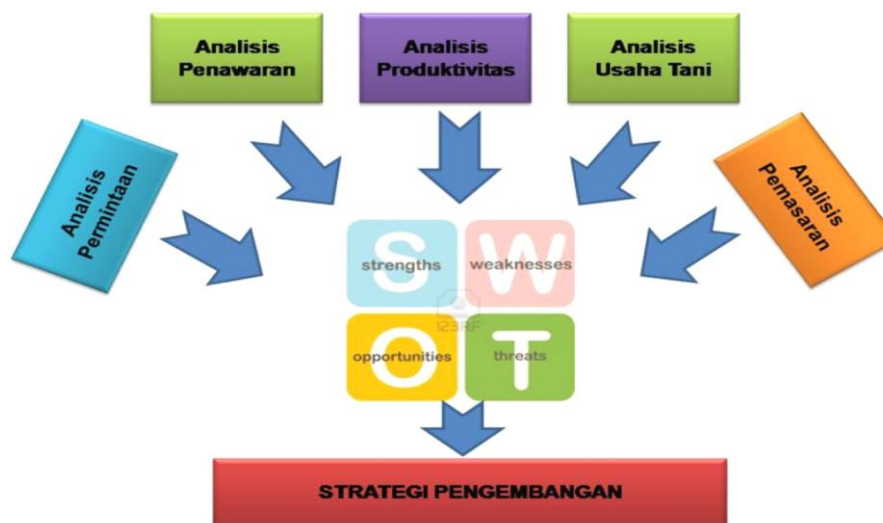 Analisis
Penawaran
Analisis
Produktivitas
Analisis
Usaha Tani
Analisis
Permintaan
Analisis
Pemasaran
S
strengths
W
weaknesses
123RF
O
opportunities
T
threats
STRATEGI PENGEMBANGAN